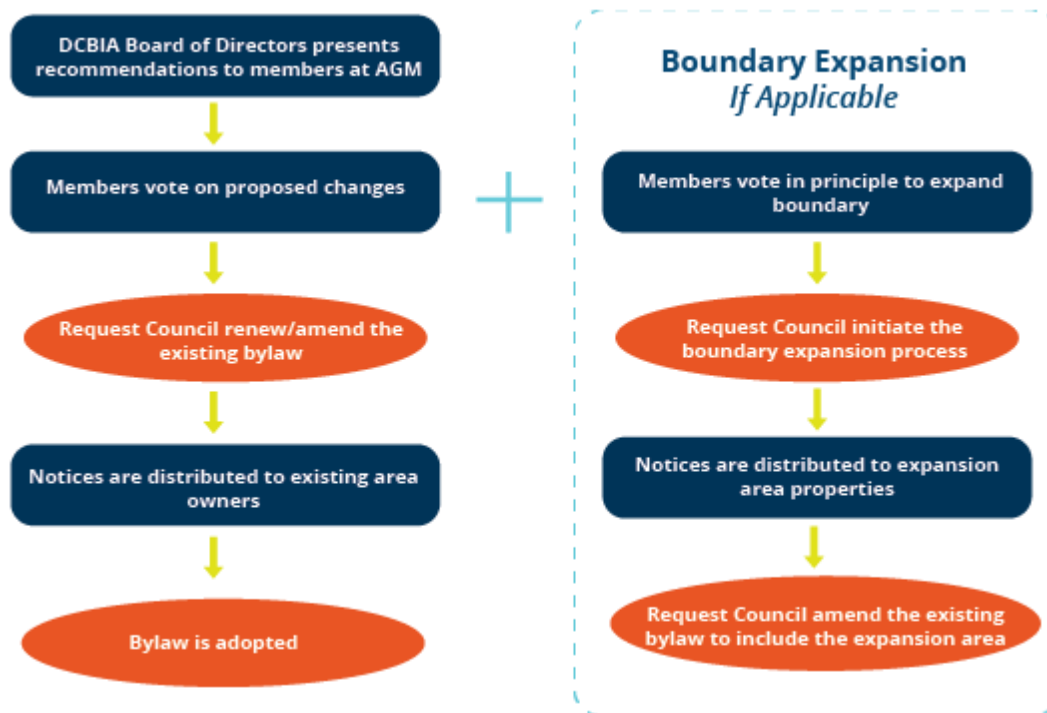 DCBIA Board of Directors presents
recommendations to members at AGM
Members vote on proposed changes
Request Council renew/amend the
existing bylaw
Notices are distributed to existing area
owners
Bylaw is adopted
Boundary Expansion
If Applicable
Members vote in principle to expand
boundary
Request Council initiate the
boundary expansion process
Notices are distributed to expansion
area properties
Request Council amend the existing
bylaw to include the expansion area